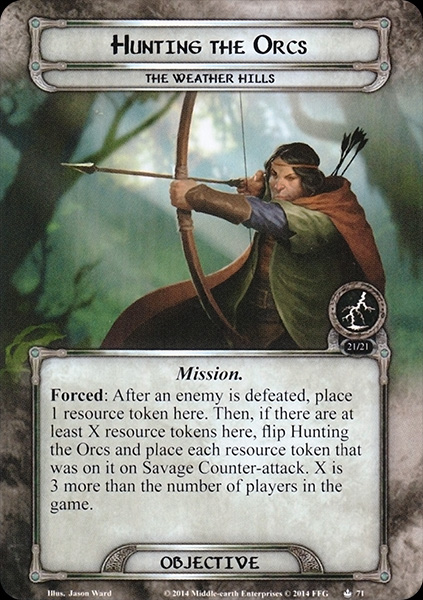 Hunting the Orcs
The Weather Hills
21/21
Mission.
Forced: After an enemy is defeated, place
1 resource token here. Then, if there are at
least X resource tokens here, flip Hunting
the Orcs and place each resource token that
was on it on Savage Counter-attack. X is
3 more than the number of players in the
game.
Objective
Illus. Jason Ward
© 2014 Middle-earth Enterprises © 2014 FFG
71